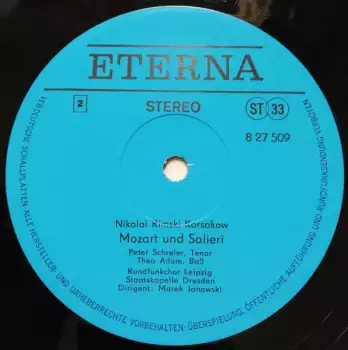 ETERNA
2
STEREO
ST 33
8 27 509
Nikolai Rimski-Korsakow
Mozart und Salieri
Peter Schreier, Tenor
Theo Adam, Baß
Rundfunkchor Leipzig
Staatskapelle Dresden
Dirigent: Marek Janowski
VEB DEUTSCHE SCHALLPLATTEN ALLE HERSTELLER- UND URHEBERRECHTE VORBEHALTEN · ÜBERSPIELUNG, ÖFFENTLICHE AUFFÜHRUNG UND RUNDFUNKSENDUNG VERBOTEN